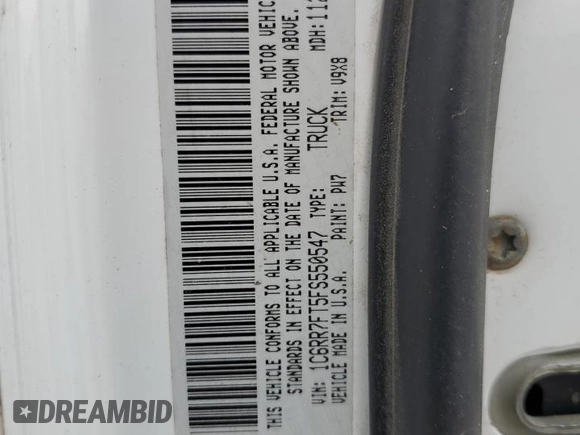 THIS VEHICLE CONFORMS TO ALL APPLICABLE U.S.A. FEDERAL MOTOR
STANDARDS IN EFFECT ON THE DATE OF MANUFACTURE SHOWN ABOVE.
VIN: 1C6RR7FT5FS550547 TYPE: TRUCK MDH:
VEHICLE MADE IN U.S.A. PAINT: PW7 TRIM: V9X8
DREAMBID